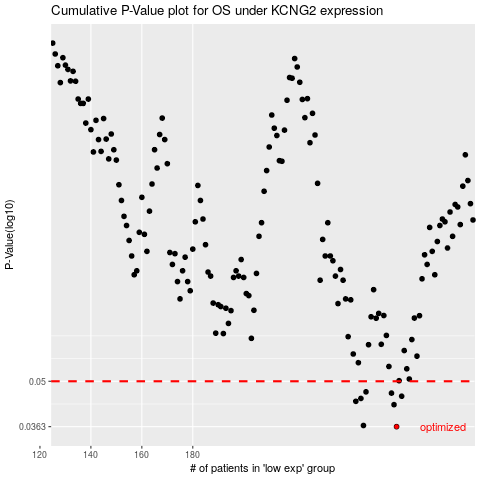 Cumulative P-Value plot for OS under KCNG2 expression
P-Value(log10)
0.05
0.0363
optimized
120 140 160 180
# of patients in 'low exp' group